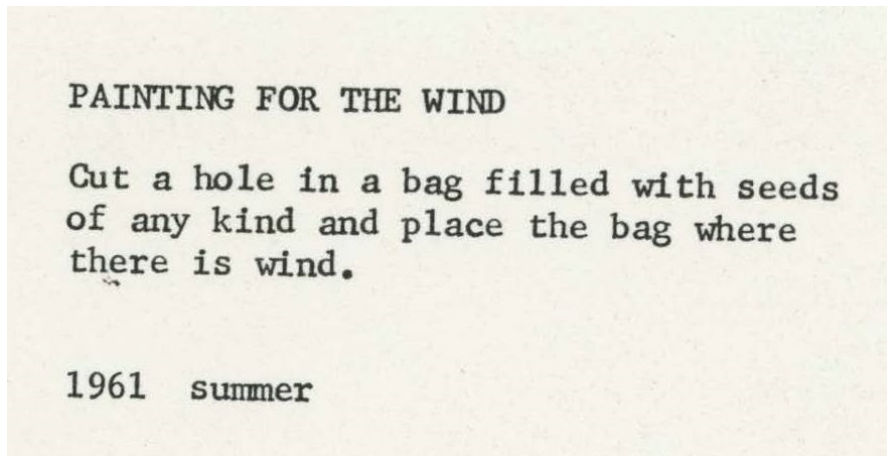 PAINTING FOR THE WIND
Cut a hole in a bag filled with seeds
of any kind and place the bag where
there is wind.
1961 summer